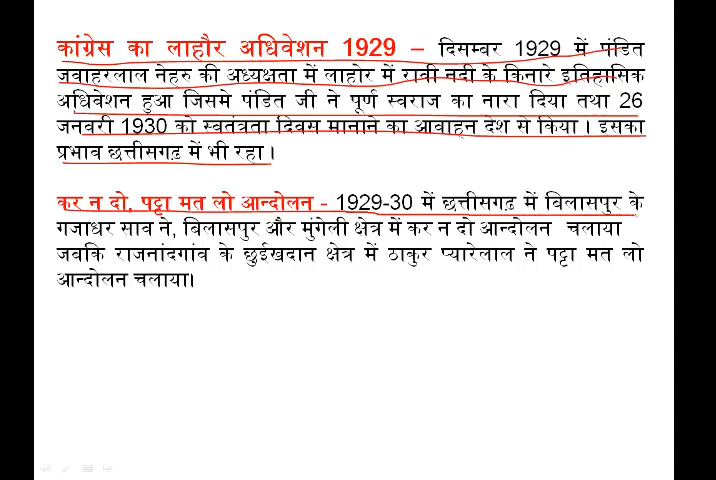 कांग्रेस का लाहौर अधिवेशन 1929 – दिसम्बर 1929 में पंडित
जवाहरलाल नेहरु की अध्यक्षता में लाहोर में रावी नदी के किनारे इतिहासिक
अधिवेशन हुआ जिसमे पंडित जी ने पूर्ण स्वराज का नारा दिया तथा 26
जनवरी 1930 को स्वतंत्रता दिवस मानाने का आवाहन देश से किया। इसका
प्रभाव छत्तीसगढ़ में भी रहा।
कर न दो, पट्टा मत लो आन्दोलन - 1929-30 में छत्तीसगढ़ में बिलासपुर के
गजाधर साव ने, बिलासपुर और मुंगेली क्षेत्र में कर न दो आन्दोलन चलाया
जबकि राजनांदगांव के छुईखदान क्षेत्र में ठाकुर प्यारेलाल ने पट्टा मत लो
आन्दोलन चलाया।